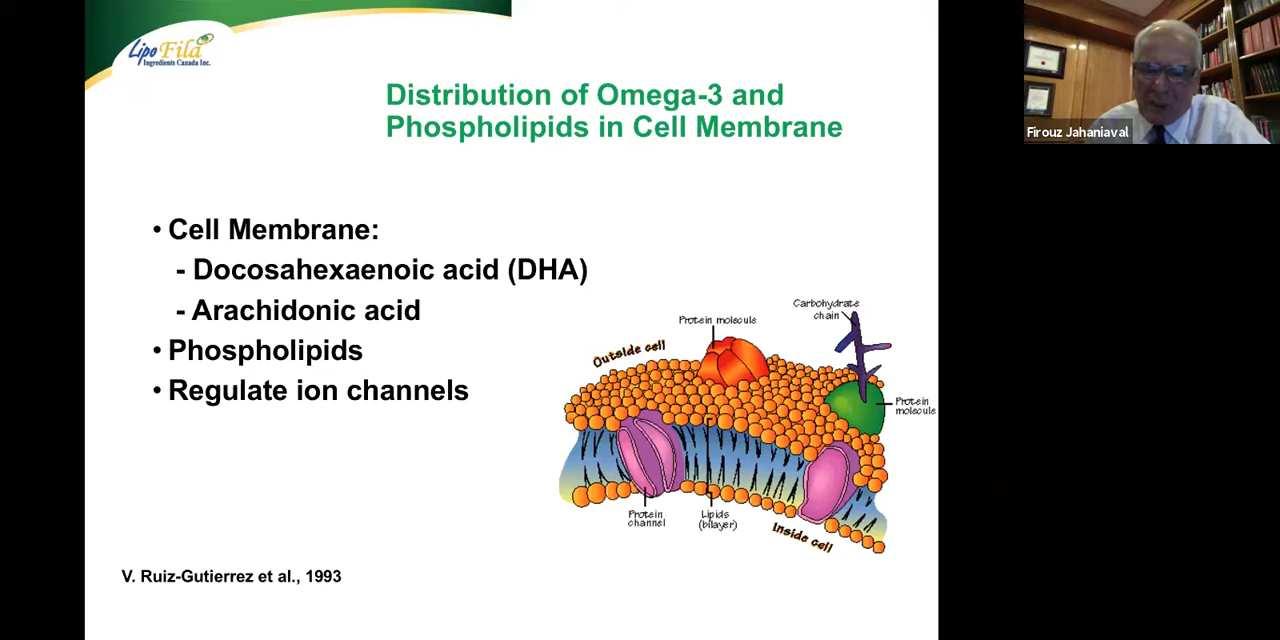 Lipo Fila
Ingredients Canada Inc.
Distribution of Omega-3 and
Phospholipids in Cell Membrane
Firouz Jahaniaval
• Cell Membrane:
- Docosahexaenoic acid (DHA)
- Arachidonic acid
• Phospholipids
• Regulate ion channels
Carbohydrate
chain
Protein molecule
Outside cell
Protein
molecule
Protein
channel
Lipids
(bilayer)
Inside cell
V. Ruiz-Gutierrez et al., 1993